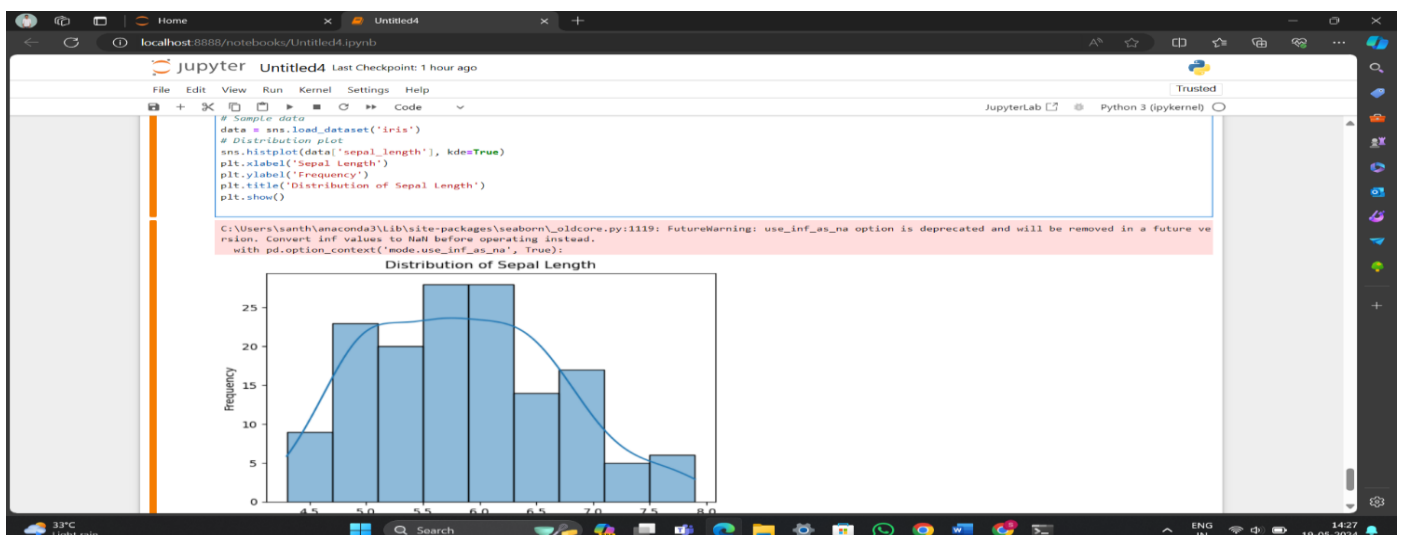 Home
Untitled4
localhost:8888/notebooks/Untitled4.ipynb
jupyter Untitled4 Last Checkpoint: 1 hour ago
File Edit View Run Kernel Settings Help
Trusted
Code
JupyterLab
Python 3 (ipykernel)
# Sample data
data = sns.load_dataset('iris')
# Distribution plot
sns.histplot(data['sepal_length'], kde=True)
plt.xlabel('Sepal Length')
plt.ylabel('Frequency')
plt.title('Distribution of Sepal Length')
plt.show()
C:\Users\santh\anaconda3\Lib\site-packages\seaborn\_oldcore.py:1119: FutureWarning: use_inf_as_na option is deprecated and will be removed in a future ve
rsion. Convert inf values to NaN before operating instead.
with pd.option_context('mode.use_inf_as_na', True):
Distribution of Sepal Length
25
20
15
10
5
0
Frequency
4.5 5.0 5.5 6.0 6.5 7.0 7.5 8.0
33°C
Light rain
Search
ENG
IN
14:27
19-05-2024